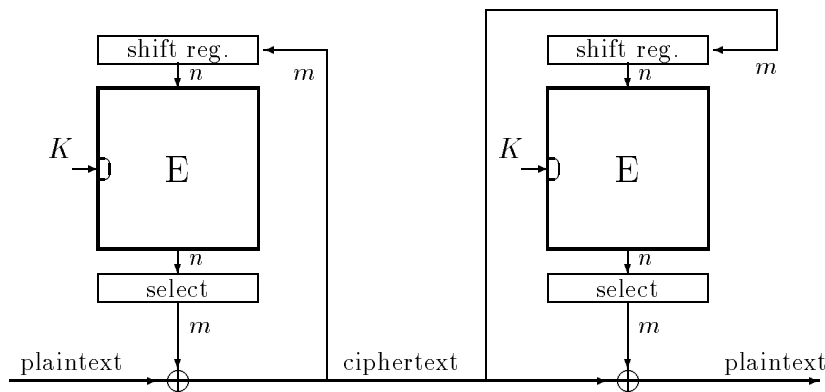 shift reg.
m
n
K
E
n
select
m
plaintext
ciphertext
shift reg.
m
n
K
E
n
select
m
plaintext